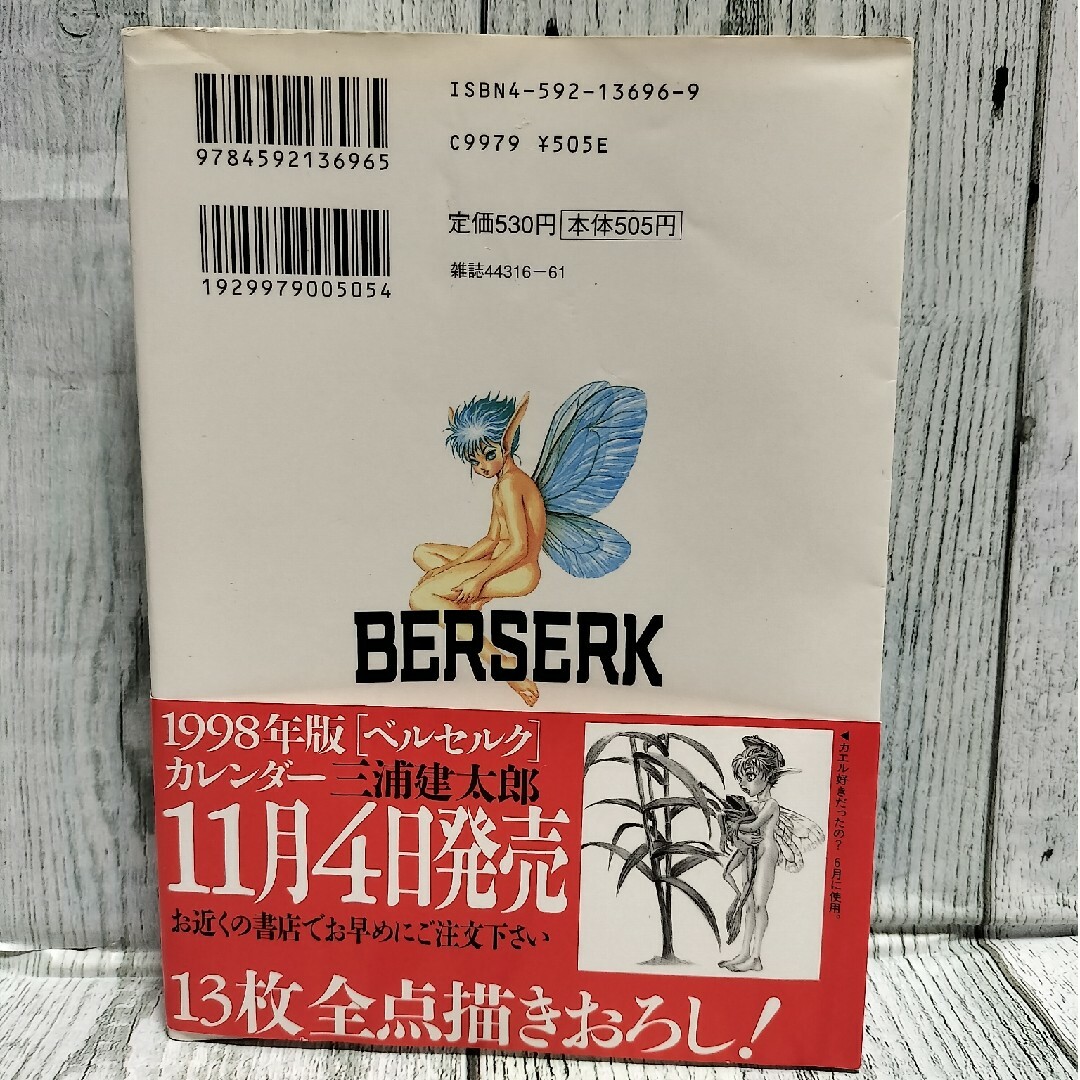 ISBN4-592-13696-9
9784592136965
C9979 ¥505E
定価530円 本体505円
雑誌44316-61
1929979005054
BERSERK
1998年版[ベルセルク]
カレンダー三浦建太郎
11月4日発売
お近くの書店でお早めにご注文下さい
13枚全点描きおろし!
◀カエル好きだったの? 6月に使用。